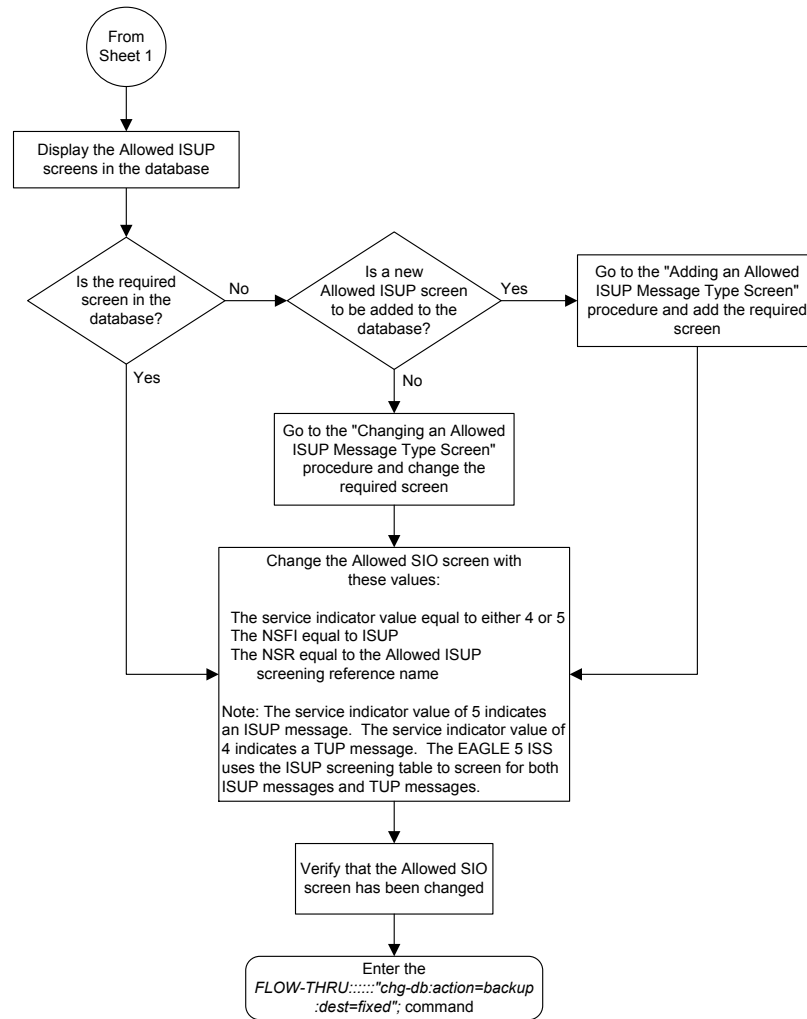 From
Sheet 1
Display the Allowed ISUP
screens in the database
Is the required
screen in the
database?
No
Is a new
Allowed ISUP screen
to be added to the
database?
Yes
Go to the "Adding an Allowed
ISUP Message Type Screen"
procedure and add the required
screen
Yes
No
Go to the "Changing an Allowed
ISUP Message Type Screen"
procedure and change the
required screen
Change the Allowed SIO screen with
these values:
The service indicator value equal to either 4 or 5
The NSFI equal to ISUP
The NSR equal to the Allowed ISUP
screening reference name
Note: The service indicator value of 5 indicates
an ISUP message. The service indicator value of
4 indicates a TUP message. The EAGLE 5 ISS
uses the ISUP screening table to screen for both
ISUP messages and TUP messages.
Verify that the Allowed SIO
screen has been changed
Enter the
FLOW-THRU::::::"chg-db:action=backup
:dest=fixed"; command